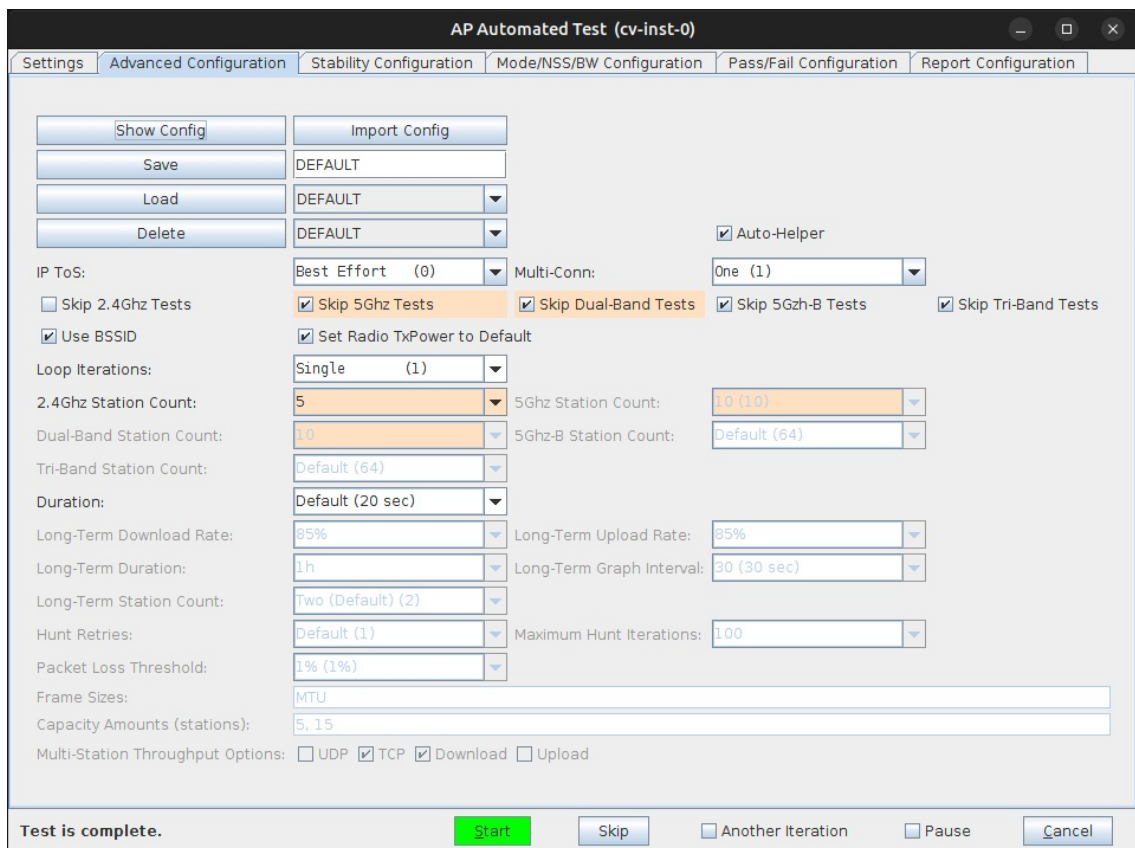 AP Automated Test (cv-inst-0)
Settings Advanced Configuration Stability Configuration Mode/NSS/BW Configuration Pass/Fail Configuration Report Configuration
Show Config Import Config
Save DEFAULT
Load DEFAULT
Delete DEFAULT Auto-Helper
IP ToS: Best Effort (0) Multi-Conn: One (1)
Skip 2.4Ghz Tests Skip 5Ghz Tests Skip Dual-Band Tests Skip 5Gzh-B Tests Skip Tri-Band Tests
Use BSSID Set Radio TxPower to Default
Loop Iterations: Single (1)
2.4Ghz Station Count: 5 5Ghz Station Count: 10 (10)
Dual-Band Station Count: 10 5Ghz-B Station Count: Default (64)
Tri-Band Station Count: Default (64)
Duration: Default (20 sec)
Long-Term Download Rate: 85% Long-Term Upload Rate: 85%
Long-Term Duration: 1h Long-Term Graph Interval: 30 (30 sec)
Long-Term Station Count: Two (Default) (2)
Hunt Retries: Default (1) Maximum Hunt Iterations: 100
Packet Loss Threshold: 1% (1%)
Frame Sizes: MTU
Capacity Amounts (stations): 5, 15
Multi-Station Throughput Options: UDP TCP Download Upload
Test is complete. Start Skip Another Iteration Pause Cancel